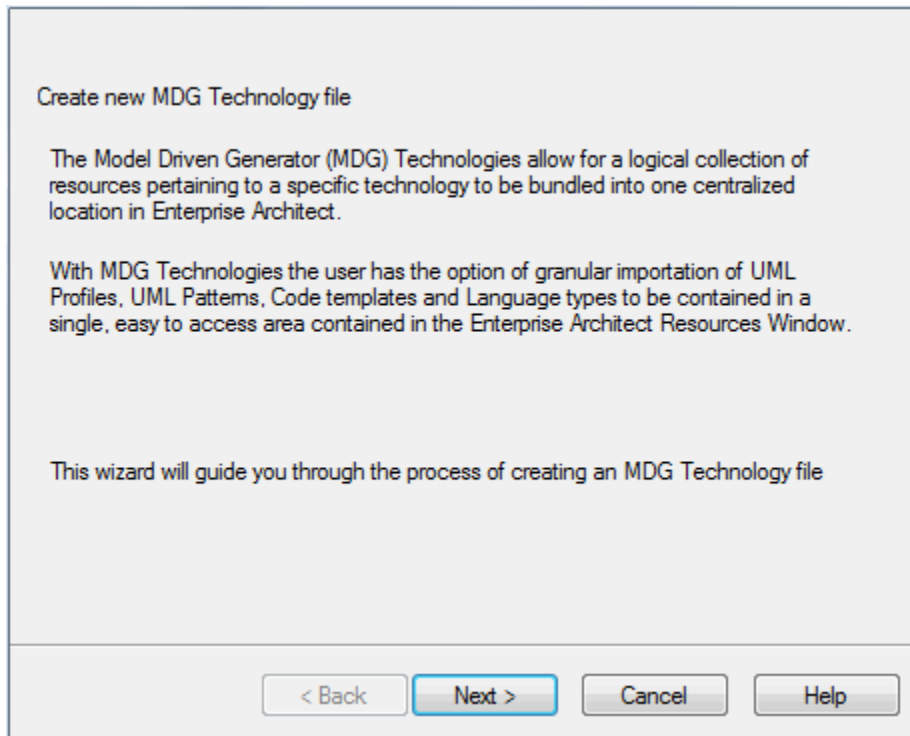 Create new MDG Technology file
The Model Driven Generator (MDG) Technologies allow for a logical collection of
resources pertaining to a specific technology to be bundled into one centralized
location in Enterprise Architect.
With MDG Technologies the user has the option of granular importation of UML
Profiles, UML Patterns, Code templates and Language types to be contained in a
single, easy to access area contained in the Enterprise Architect Resources Window.
This wizard will guide you through the process of creating an MDG Technology file
< Back Next > Cancel Help